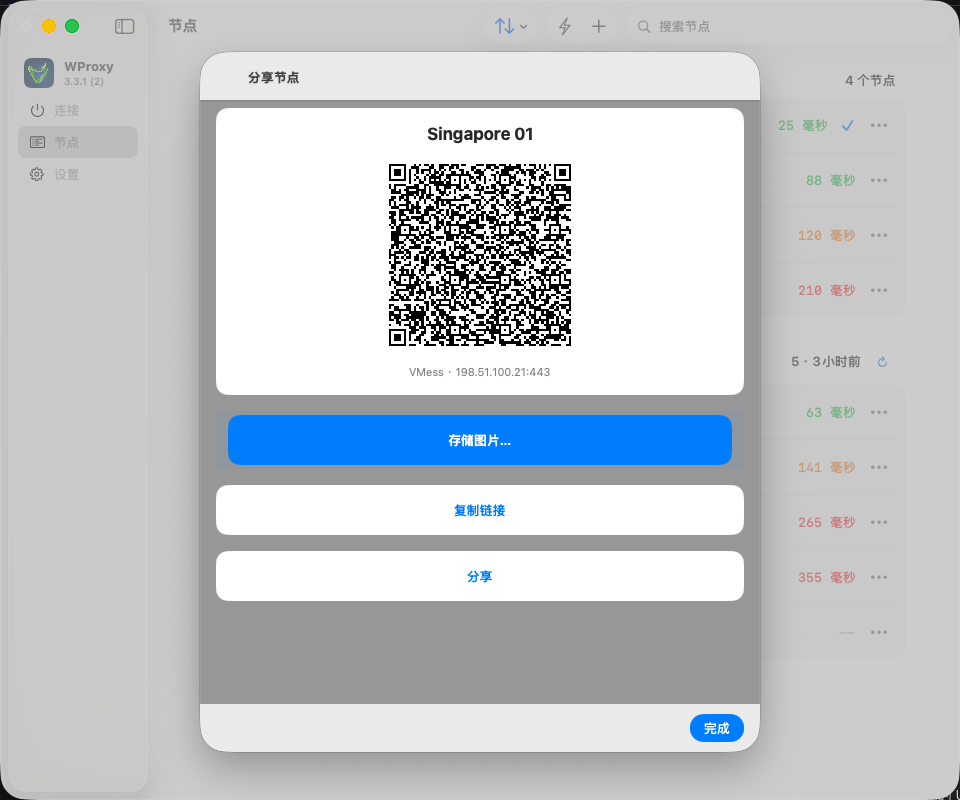 节点
搜索节点
WProxy
3.3.1 (2)
连接
节点
设置
分享节点
Singapore 01
VMess · 198.51.100.21:443
存储图片...
复制链接
分享
完成
4 个节点
25 毫秒
88 毫秒
120 毫秒
210 毫秒
5 · 3小时前
63 毫秒
141 毫秒
265 毫秒
355 毫秒
--